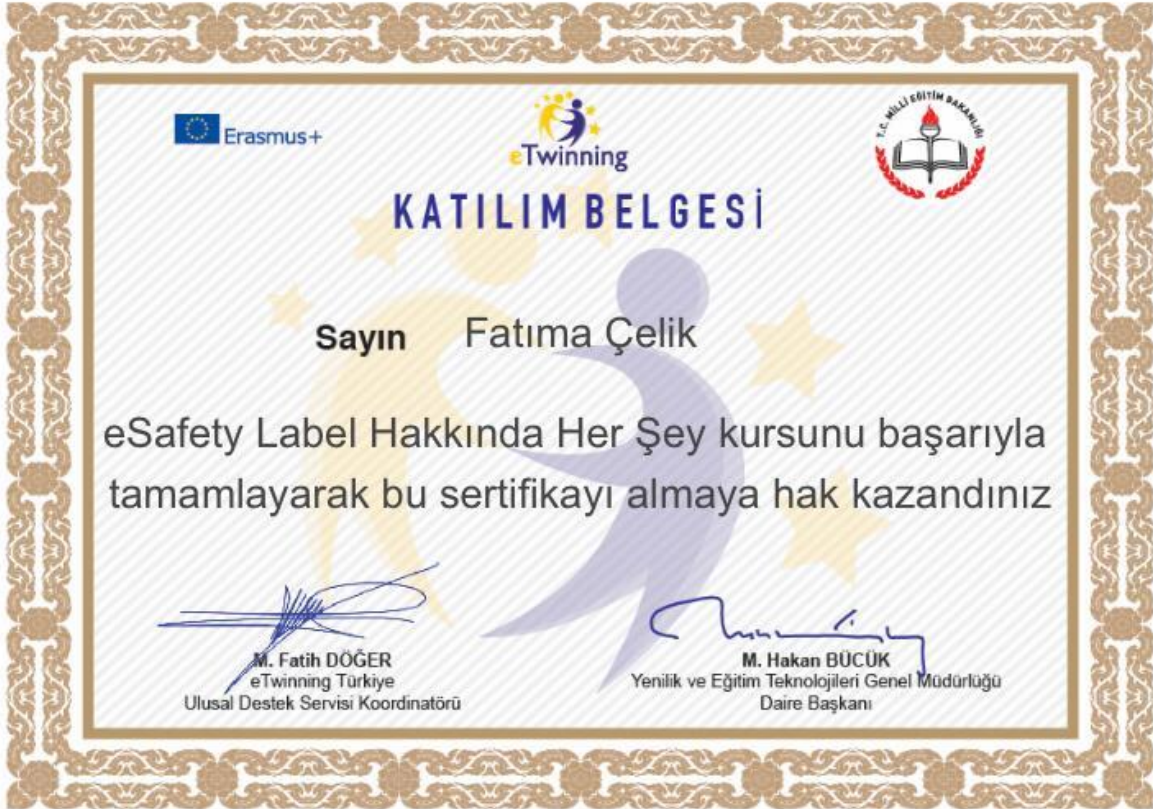 Erasmus+
eTwinning
T.C. MİLLİ EĞİTİM BAKANLIĞI
KATILIM BELGESİ
Sayın Fatıma Çelik
eSafety Label Hakkında Her Şey kursunu başarıyla
tamamlayarak bu sertifikayı almaya hak kazandınız
M. Fatih DÖĞER
eTwinning Türkiye
Ulusal Destek Servisi Koordinatörü
M. Hakan BÜCÜK
Yenilik ve Eğitim Teknolojileri Genel Müdürlüğü
Daire Başkanı